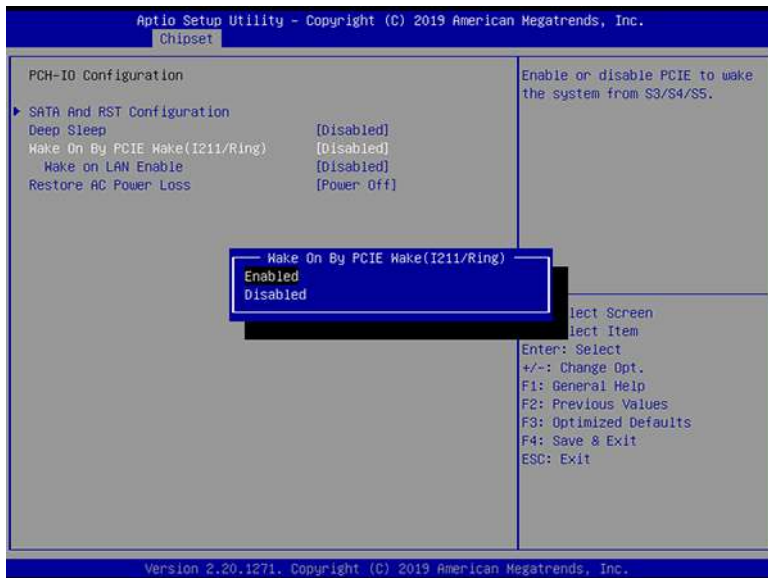 Aptio Setup Utility - Copyright (C) 2019 American Megatrends, Inc.
Chipset
PCH-IO Configuration
SATA And RST Configuration
Deep Sleep [Disabled]
Wake On By PCIE Wake(I211/Ring) [Disabled]
Wake on LAN Enable [Disabled]
Restore AC Power Loss [Power Off]
Wake On By PCIE Wake(I211/Ring)
Enabled
Disabled
Enable or disable PCIE to wake
the system from S3/S4/S5.
lect Screen
lect Item
Enter: Select
+/-: Change Opt.
F1: General Help
F2: Previous Values
F3: Optimized Defaults
F4: Save & Exit
ESC: Exit
Version 2.20.1271. Copyright (C) 2019 American Megatrends, Inc.